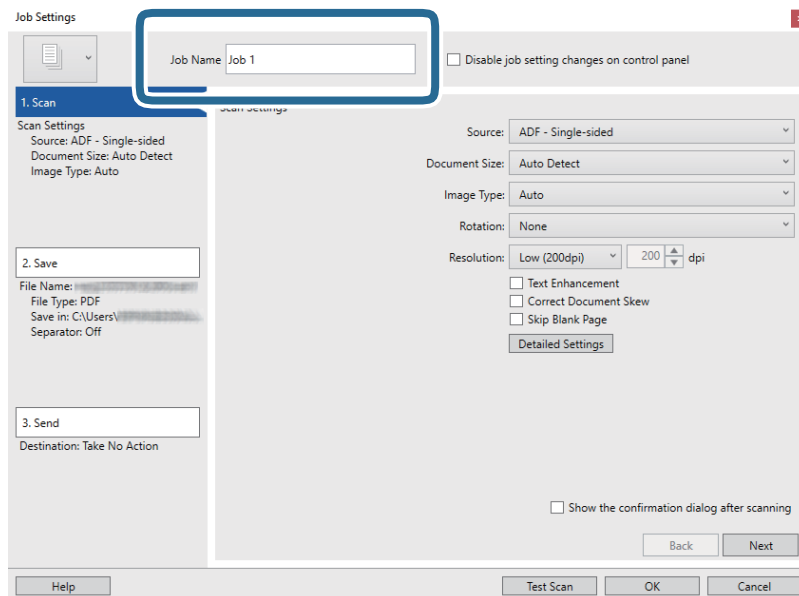 Job Settings
Job Name Job 1
Disable job setting changes on control panel
1. Scan
Scan Settings
Source: ADF - Single-sided
Document Size: Auto Detect
Image Type: Auto
2. Save
File Name:
File Type: PDF
Save in: C:\Users\
Separator: Off
3. Send
Destination: Take No Action
Scan Settings
Source: ADF - Single-sided
Document Size: Auto Detect
Image Type: Auto
Rotation: None
Resolution: Low (200dpi) 200 dpi
Text Enhancement
Correct Document Skew
Skip Blank Page
Detailed Settings
Show the confirmation dialog after scanning
Back Next
Help Test Scan OK Cancel